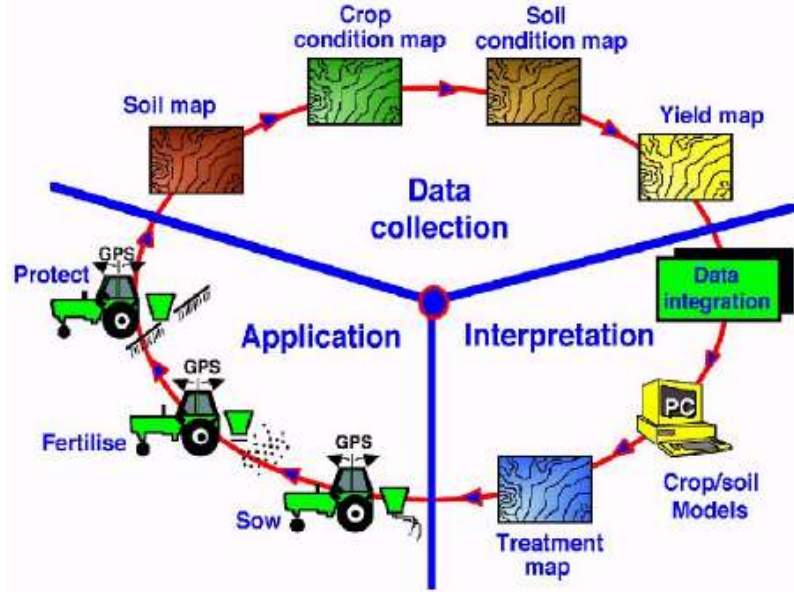 Crop
condition map
Soil
condition map
Soil map
Yield map
Data
collection
GPS
Protect
Data
integration
Application
Interpretation
GPS
PC
Fertilise
GPS
Crop/soil
Models
Sow
Treatment
map